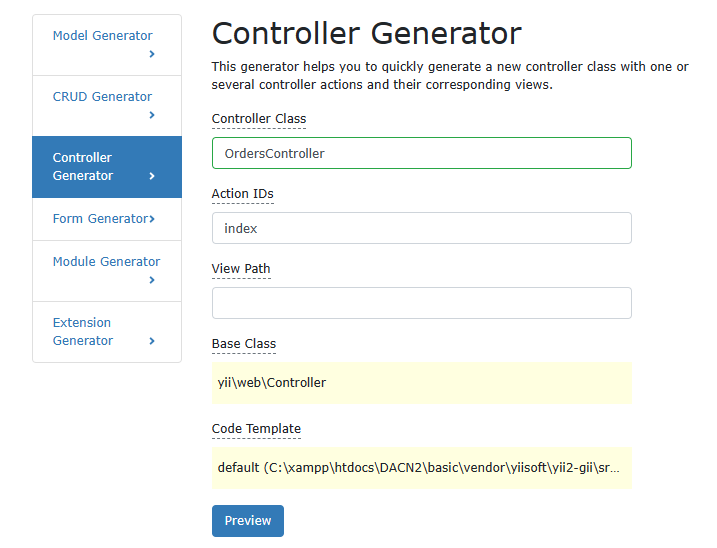 Model Generator
CRUD Generator
Controller
Generator
Form Generator
Module Generator
Extension
Generator
Controller Generator
This generator helps you to quickly generate a new controller class with one or
several controller actions and their corresponding views.
Controller Class
OrdersController
Action IDs
index
View Path
Base Class
yii\web\Controller
Code Template
default (C:\xampp\htdocs\DACN2\basic\vendor\yiisoft\yii2-gii\sr...
Preview